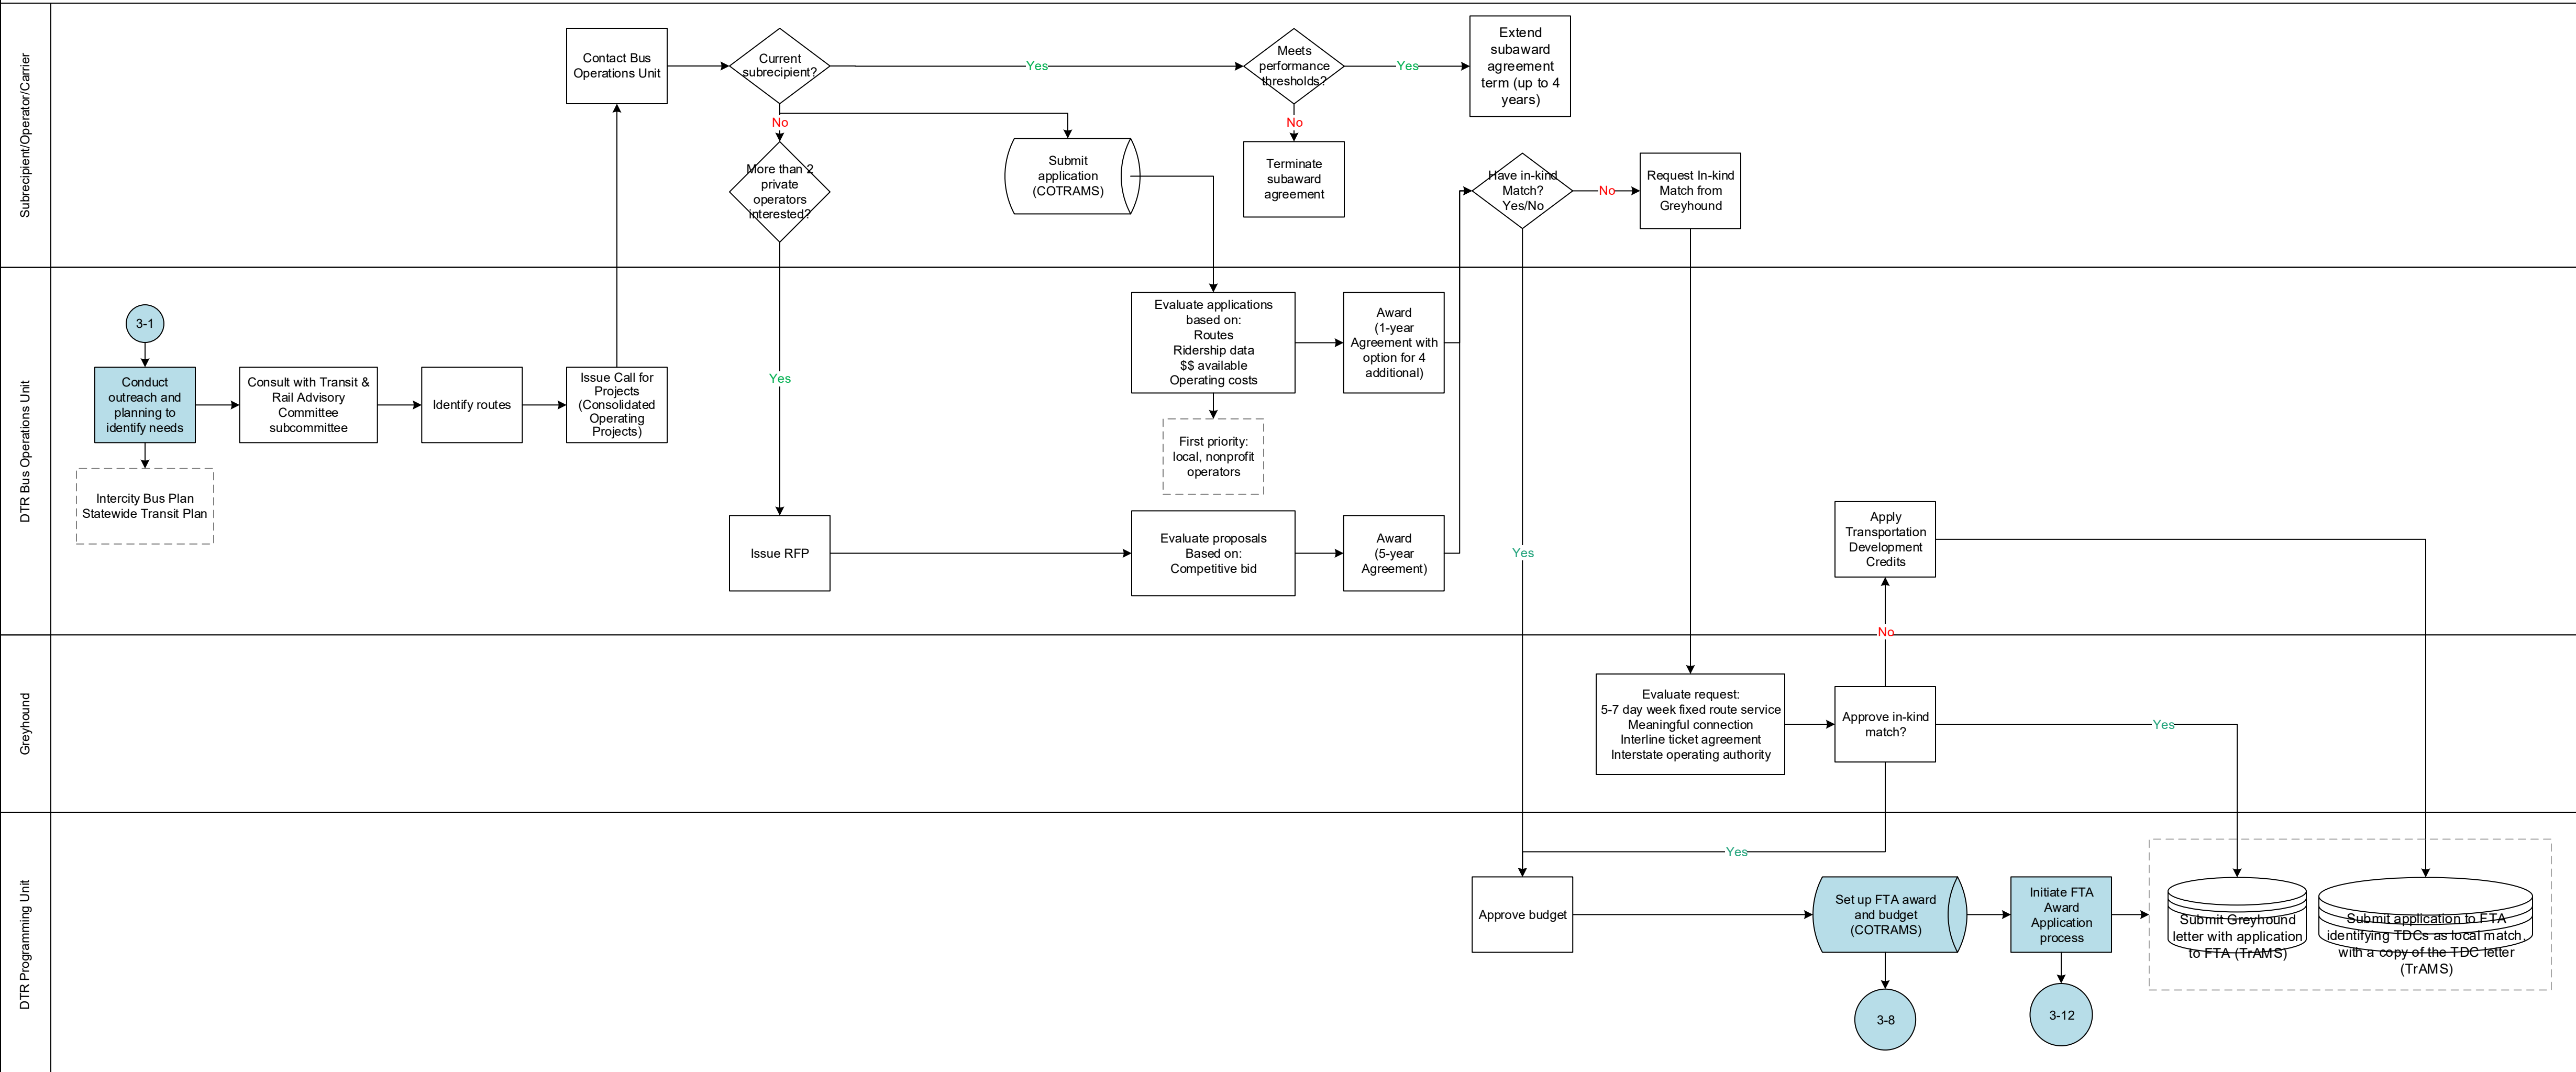 Subrecipient/Operator/Carrier
Contact Bus
Operations Unit
Current
subrecipient?
Yes
Meets
performance
thresholds?
Yes
Extend
subaward
agreement
term (up to 4
years)
No
No
More than 2
private
operators
interested?
Submit
application
(COTRAMS)
Terminate
subaward
agreement
Have in-kind
Match?
Yes/No
No
Request In-kind
Match from
Greyhound
DTR Bus Operations Unit
3-1
Conduct
outreach and
planning to
identify needs
Consult with Transit &
Rail Advisory
Committee
subcommittee
Identify routes
Issue Call for
Projects
(Consolidated
Operating
Projects)
Intercity Bus Plan
Statewide Transit Plan
Yes
Evaluate applications
based on:
Routes
Ridership data
$$ available
Operating costs
Award
(1-year
Agreement with
option for 4
additional)
First priority:
local, nonprofit
operators
Issue RFP
Evaluate proposals
Based on:
Competitive bid
Award
(5-year
Agreement)
Yes
Apply
Transportation
Development
Credits
No
Greyhound
Evaluate request:
5-7 day week fixed route service
Meaningful connection
Interline ticket agreement
Interstate operating authority
Approve in-kind
match?
Yes
DTR Programming Unit
Yes
Approve budget
Set up FTA award
and budget
(COTRAMS)
Initiate FTA
Award
Application
process
Submit Greyhound
letter with application
to FTA (TrAMS)
Submit application to FTA
identifying TDCs as local match,
with a copy of the TDC letter
(TrAMS)
3-8
3-12